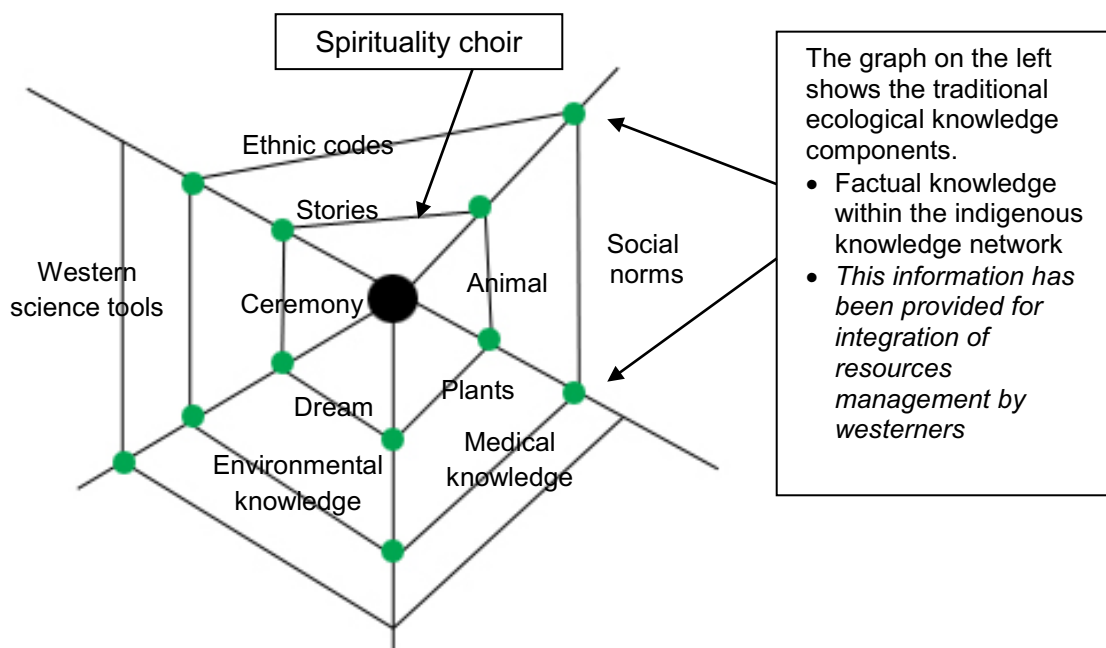 Spirituality choir
The graph on the left
shows the traditional
ecological knowledge
components.
• Factual knowledge
within the indigenous
knowledge network
• This information has
been provided for
integration of
resources
management by
westerners
Ethnic codes
Stories
Western
science tools
Ceremony
Animal
Social
norms
Dream
Plants
Environmental
knowledge
Medical
knowledge